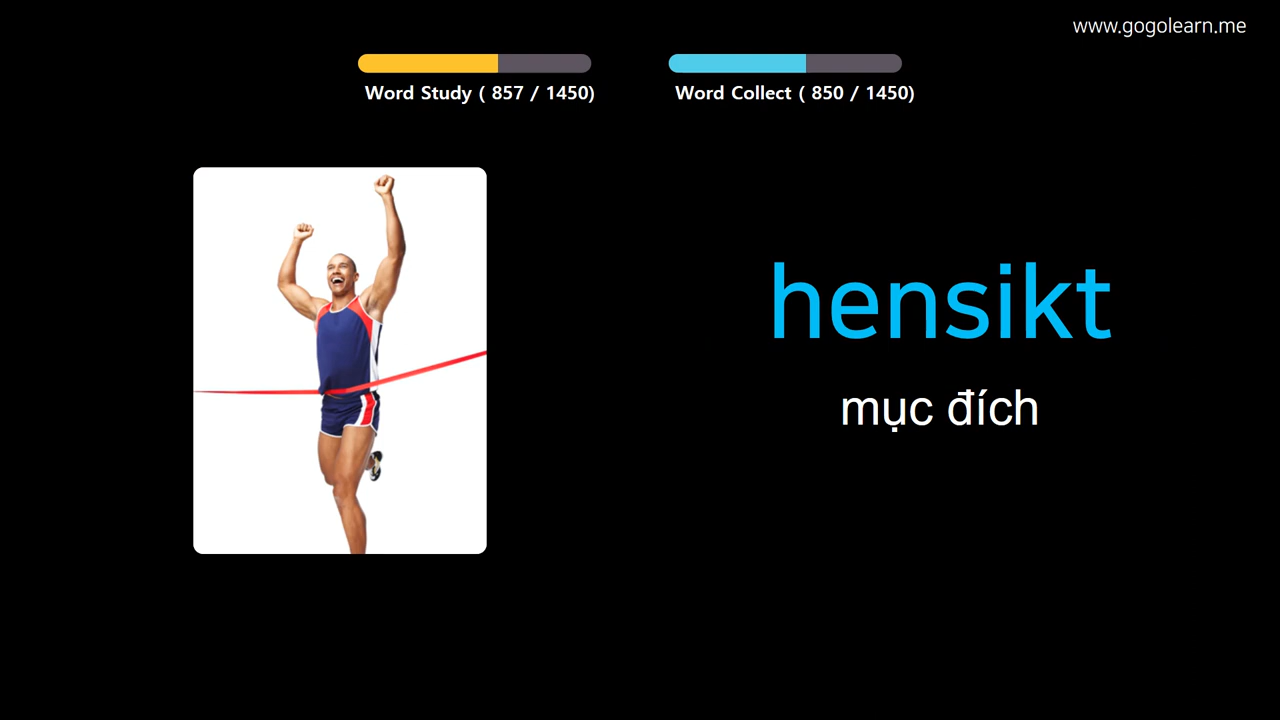 www.gogolearn.me
Word Study ( 857 / 1450)
Word Collect ( 850 / 1450)
hensikt
mục đích